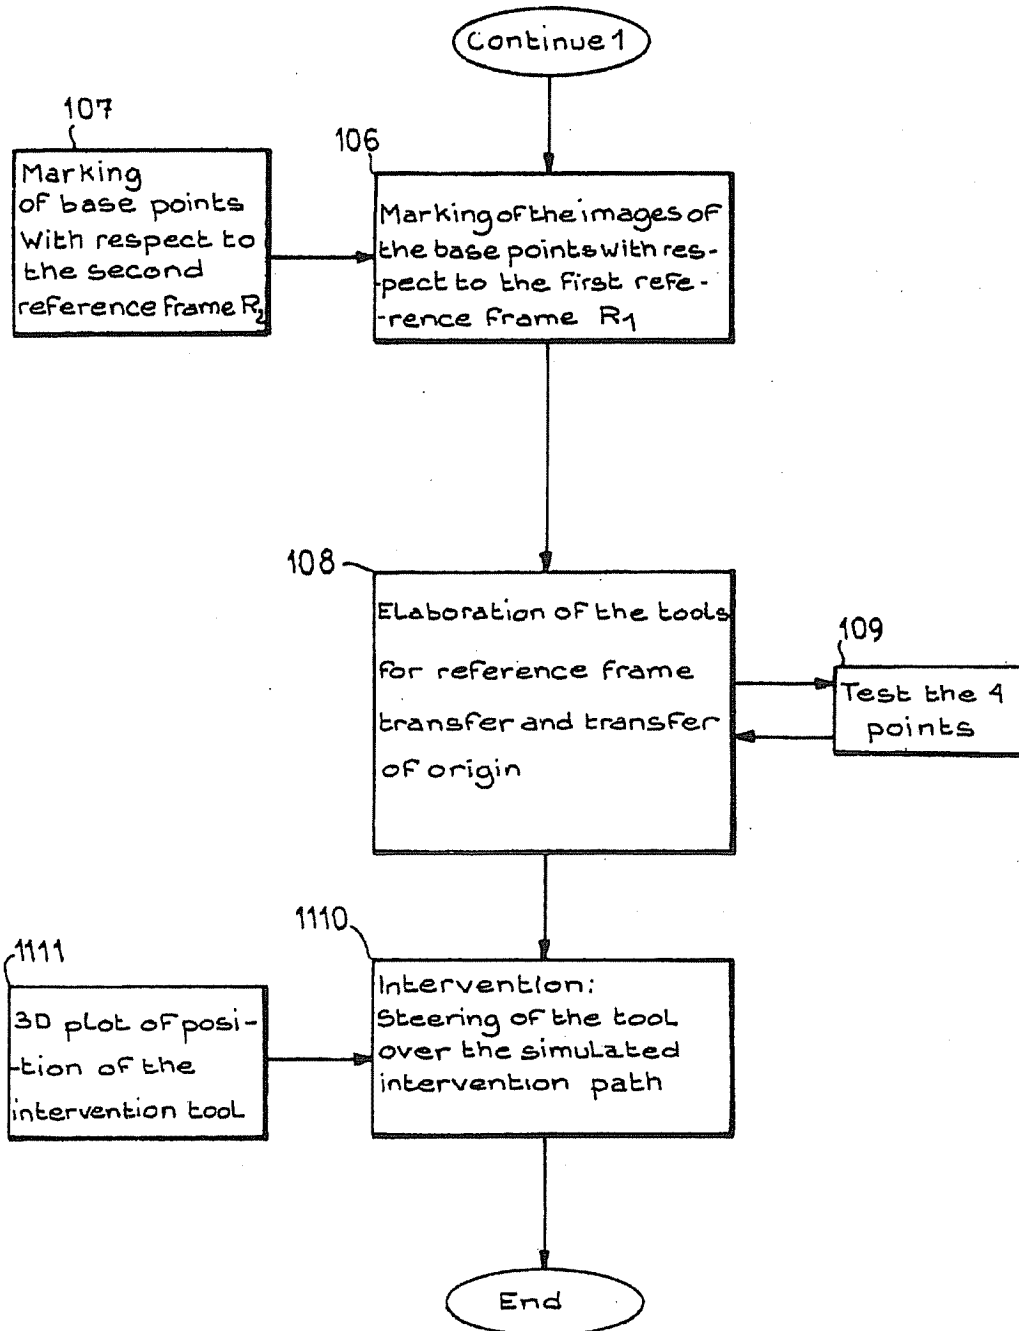 Continue 1
107
Marking
of base points
With respect to
the second
reference frame R2
106
Marking of the images of
the base points with res-
-pect to the first refe-
-rence frame R1
108
Elaboration of the tools
for reference frame
transfer and transfer
of origin
109
Test the 4
points
1110
Intervention:
Steering of the tool
over the simulated
intervention path
1111
3D plot of posi-
-tion of the
intervention tool
End